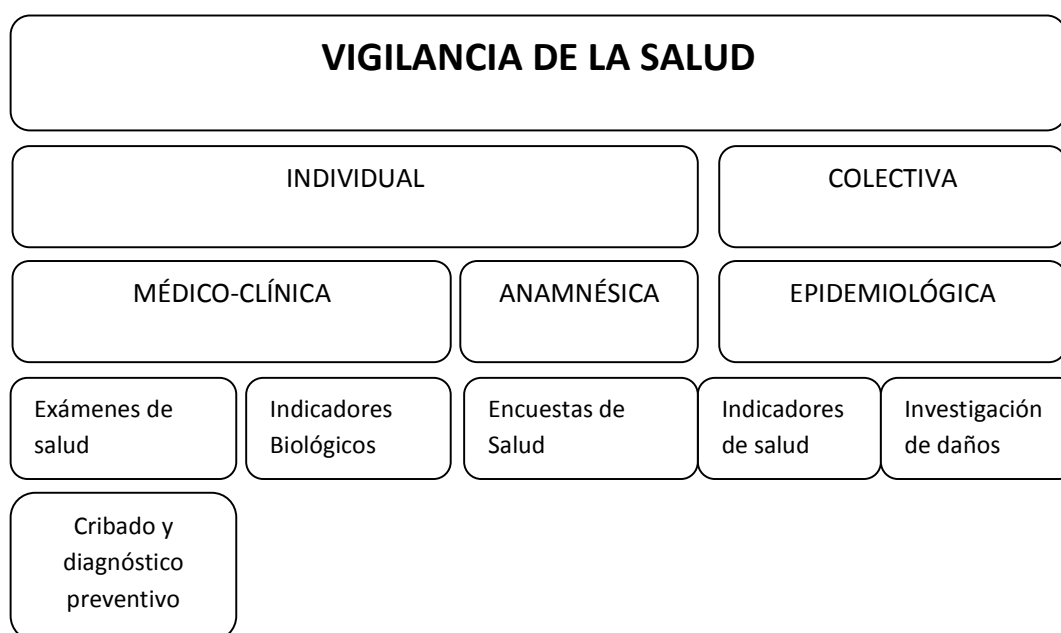 VIGILANCIA DE LA SALUD
INDIVIDUAL
COLECTIVA
MÉDICO-CLÍNICA
ANAMNÉSICA
EPIDEMIOLÓGICA
Exámenes de
salud
Indicadores
Biológicos
Encuestas de
Salud
Indicadores
de salud
Investigación
de daños
Cribado y
diagnóstico
preventivo